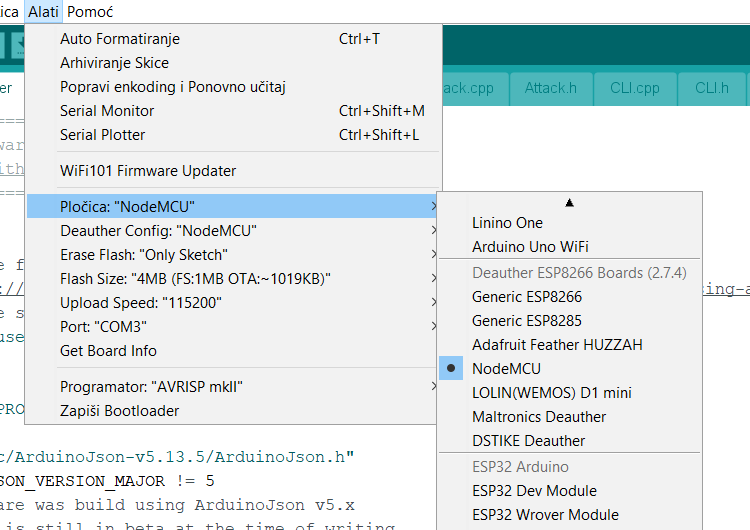 ica Alati Pomoć
er
ack.cpp Attack.h CLI.cpp CLI.h
Auto Formatiranje Ctrl+T
Arhiviranje Skice
Popravi enkoding i Ponovno učitaj
Serial Monitor Ctrl+Shift+M
Serial Plotter Ctrl+Shift+L
WiFi101 Firmware Updater
Pločica: "NodeMCU"
Deauther Config: "NodeMCU"
Erase Flash: "Only Sketch"
Flash Size: "4MB (FS:1MB OTA:~1019KB)"
Upload Speed: "115200"
Port: "COM3"
Get Board Info
Programator: "AVRISP mkII"
Zapiši Bootloader
Linino One
Arduino Uno WiFi
Deauther ESP8266 Boards (2.7.4)
Generic ESP8266
Generic ESP8285
Adafruit Feather HUZZAH
NodeMCU
LOLIN(WEMOS) D1 mini
Maltronics Deauther
DSTIKE Deauther
ESP32 Arduino
ESP32 Dev Module
ESP32 Wrover Module
===
war
ith
===
e f
:// ing-a
e s
use
PRO
c/ArduinoJson-v5.13.5/ArduinoJson.h"
SON_VERSION_MAJOR != 5
are was build using ArduinoJson v5.x
is still in beta at the time of writing